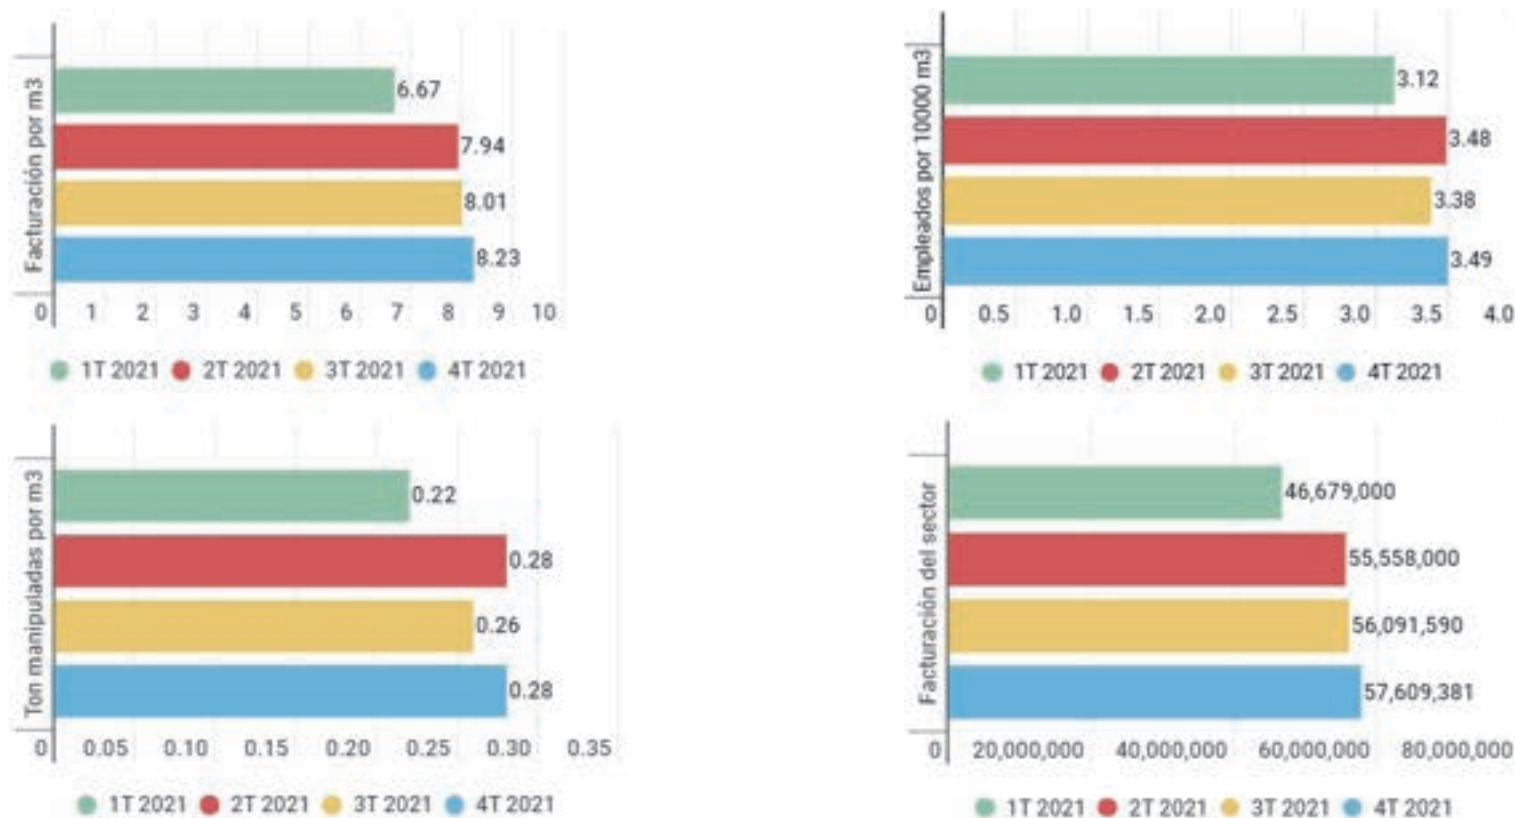 Facturación por m3
6.67
7.94
8.01
8.23
0 1 2 3 4 5 6 7 8 9 10
1T 2021 2T 2021 3T 2021 4T 2021
Empleados por 10000 m3
3.12
3.48
3.38
3.49
0 0.5 1.0 1.5 2.0 2.5 3.0 3.5 4.0
1T 2021 2T 2021 3T 2021 4T 2021
Ton manipuladas por m3
0.22
0.28
0.26
0.28
0 0.05 0.10 0.15 0.20 0.25 0.30 0.35
1T 2021 2T 2021 3T 2021 4T 2021
Facturación del sector
46,679,000
55,558,000
56,091,590
57,609,381
0 20,000,000 40,000,000 60,000,000 80,000,000
1T 2021 2T 2021 3T 2021 4T 2021